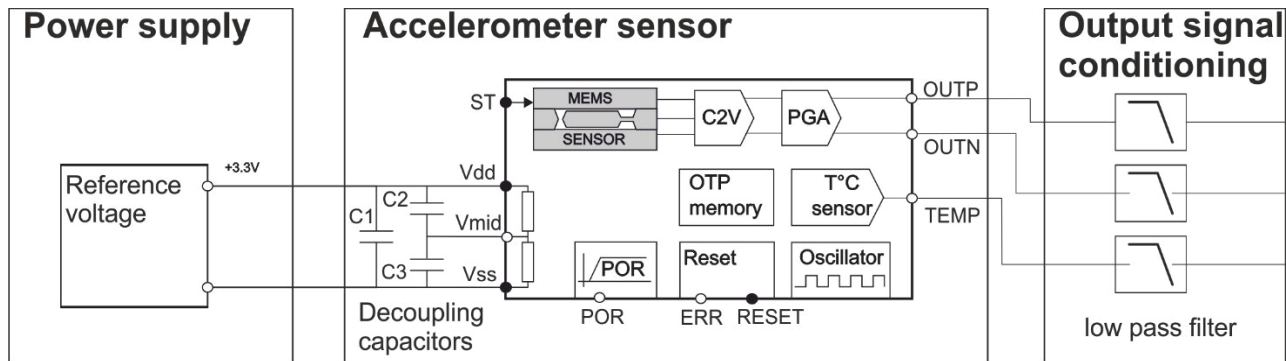 Power supply
Accelerometer sensor
Output signal
conditioning
ST
MEMS
SENSOR
C2V
PGA
OUTP
OUTN
+3.3V
Reference
voltage
Vdd
C2
C1
Vmid
C3
Vss
OTP
memory
T°C
sensor
TEMP
POR
Reset
Oscillator
Decoupling
capacitors
POR
ERR
RESET
low pass filter